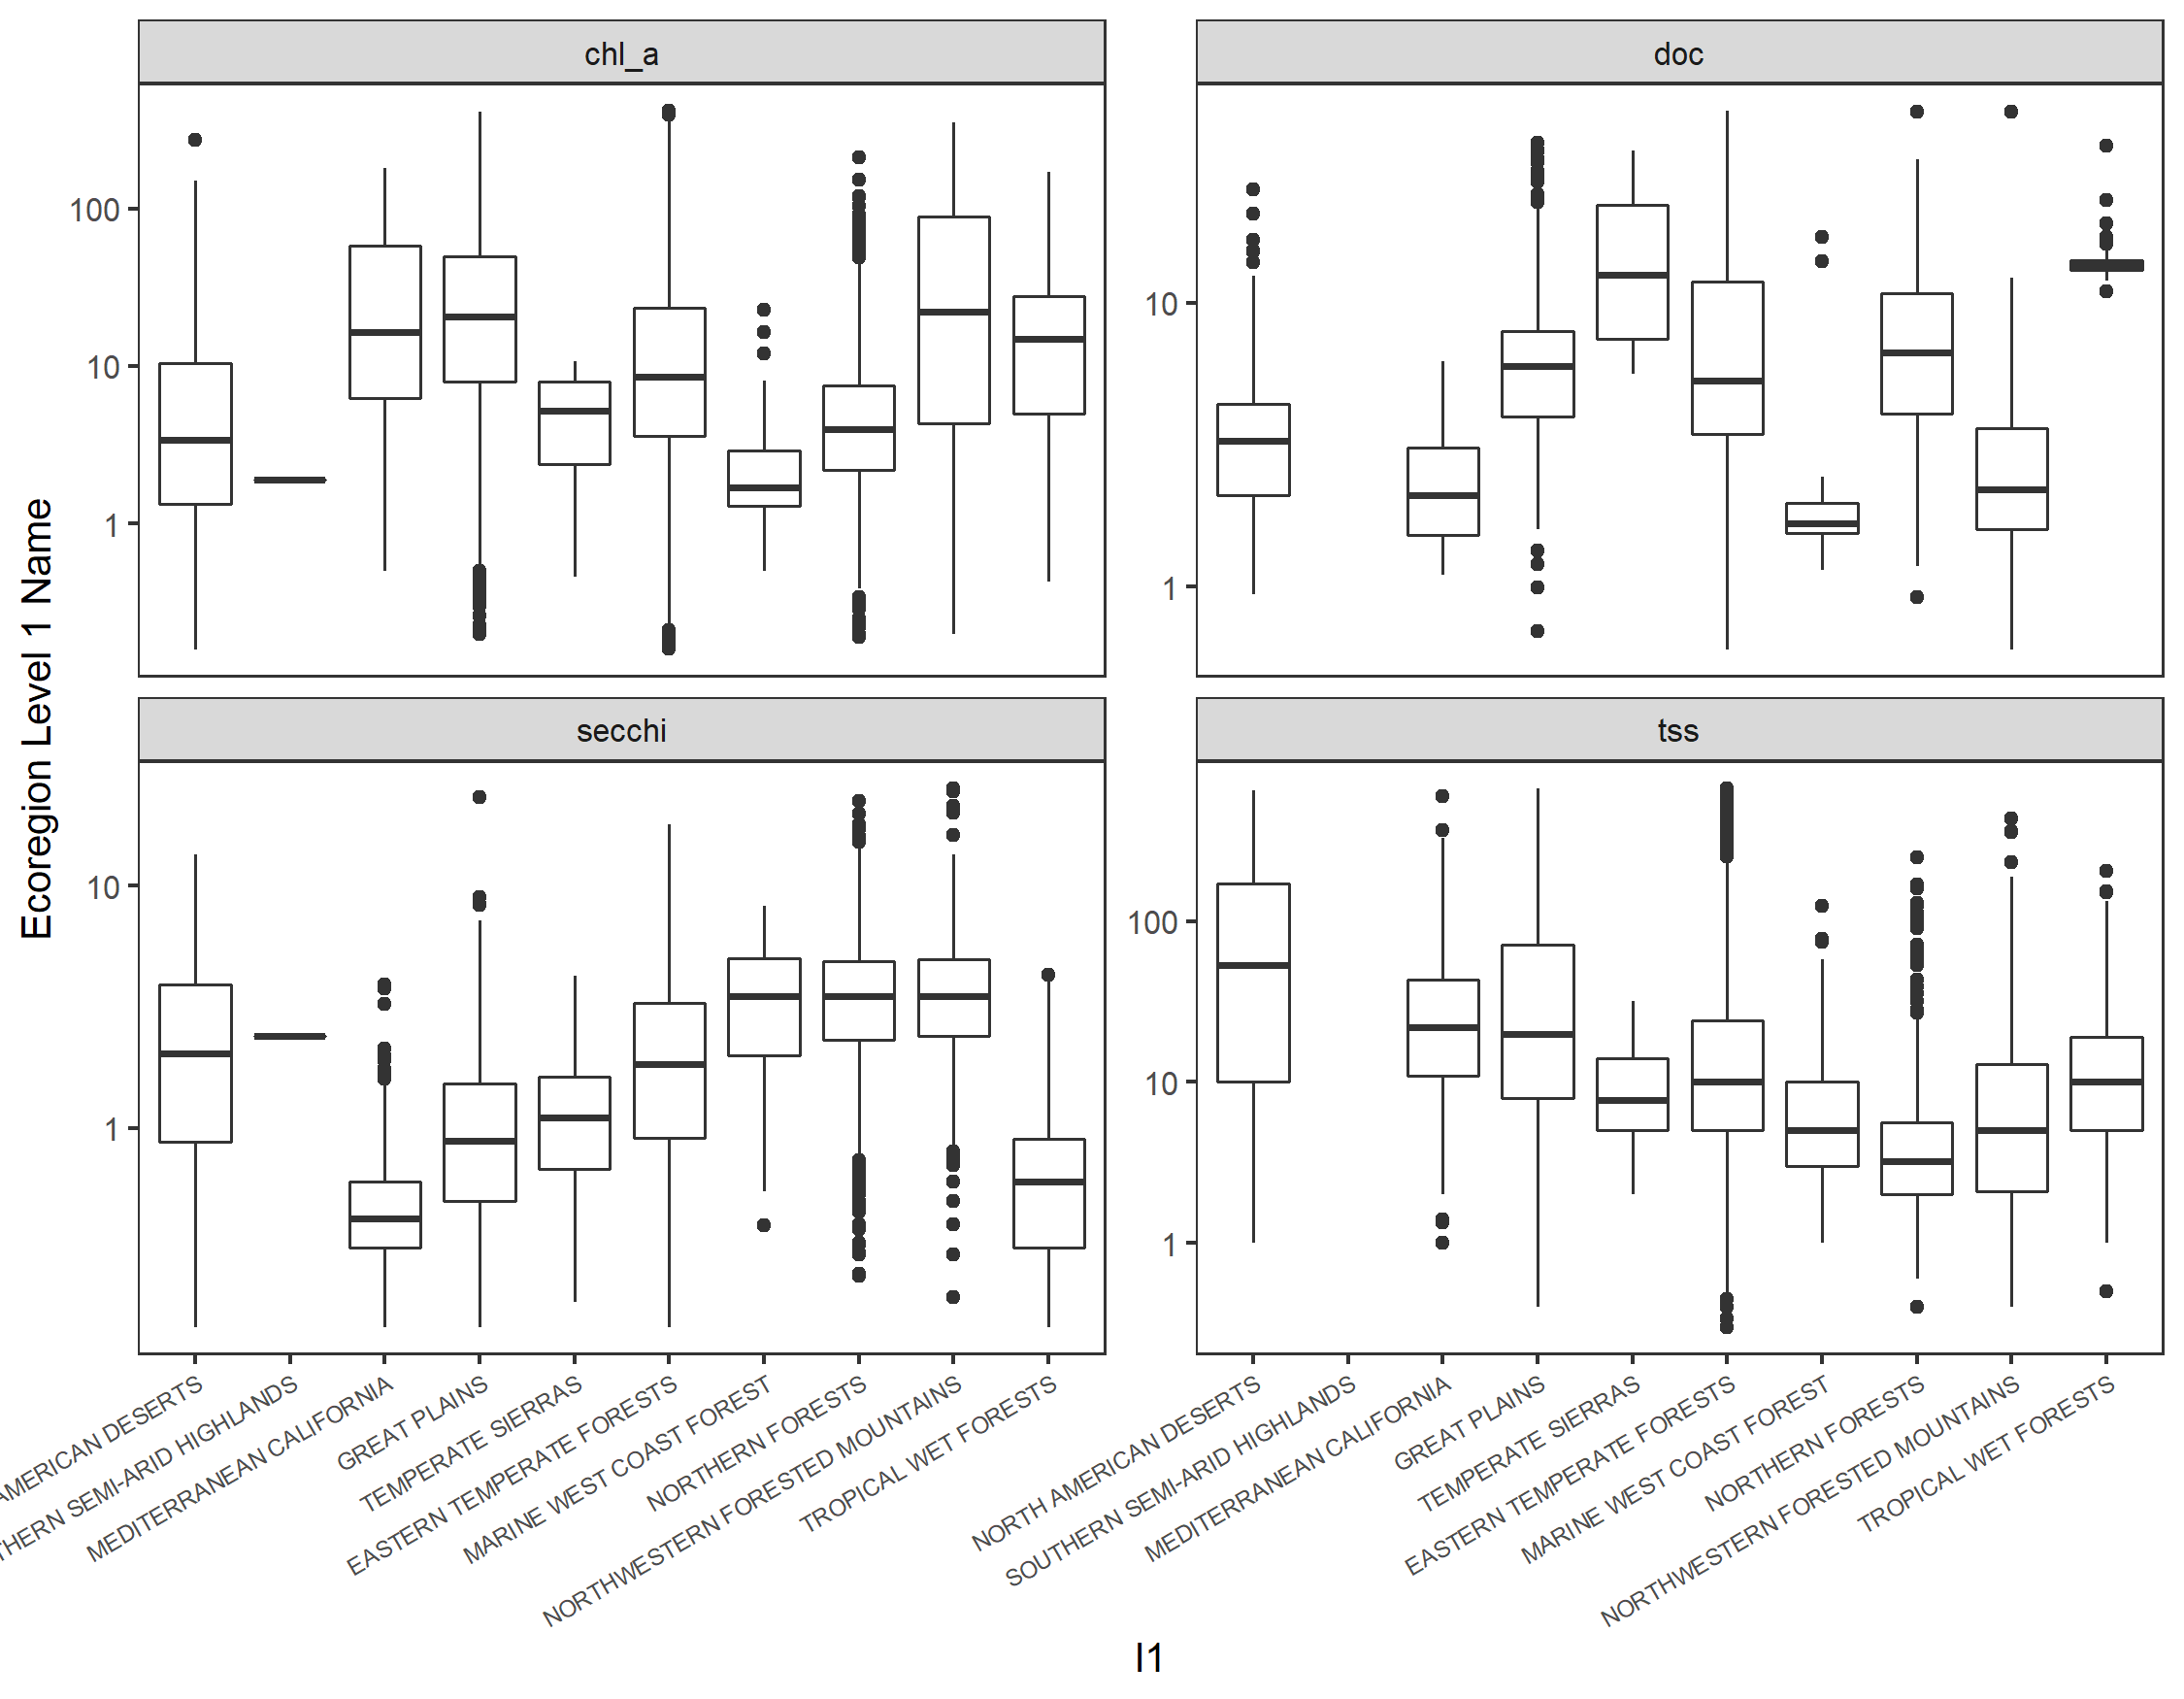 chl_a
doc
100
10
1
10
1
Ecoregion Level 1 Name
secchi
tss
10
1
100
10
1
AMERICAN DESERTS
THERN SEMI-ARID HIGHLANDS
MEDITERRANEAN CALIFORNIA
GREAT PLAINS
TEMPERATE SIERRAS
EASTERN TEMPERATE FORESTS
MARINE WEST COAST FOREST
NORTHERN FORESTS
NORTHWESTERN FORESTED MOUNTAINS
TROPICAL WET FORESTS
NORTH AMERICAN DESERTS
SOUTHERN SEMI-ARID HIGHLANDS
MEDITERRANEAN CALIFORNIA
GREAT PLAINS
TEMPERATE SIERRAS
EASTERN TEMPERATE FORESTS
MARINE WEST COAST FOREST
NORTHERN FORESTS
NORTHWESTERN FORESTED MOUNTAINS
TROPICAL WET FORESTS
l1